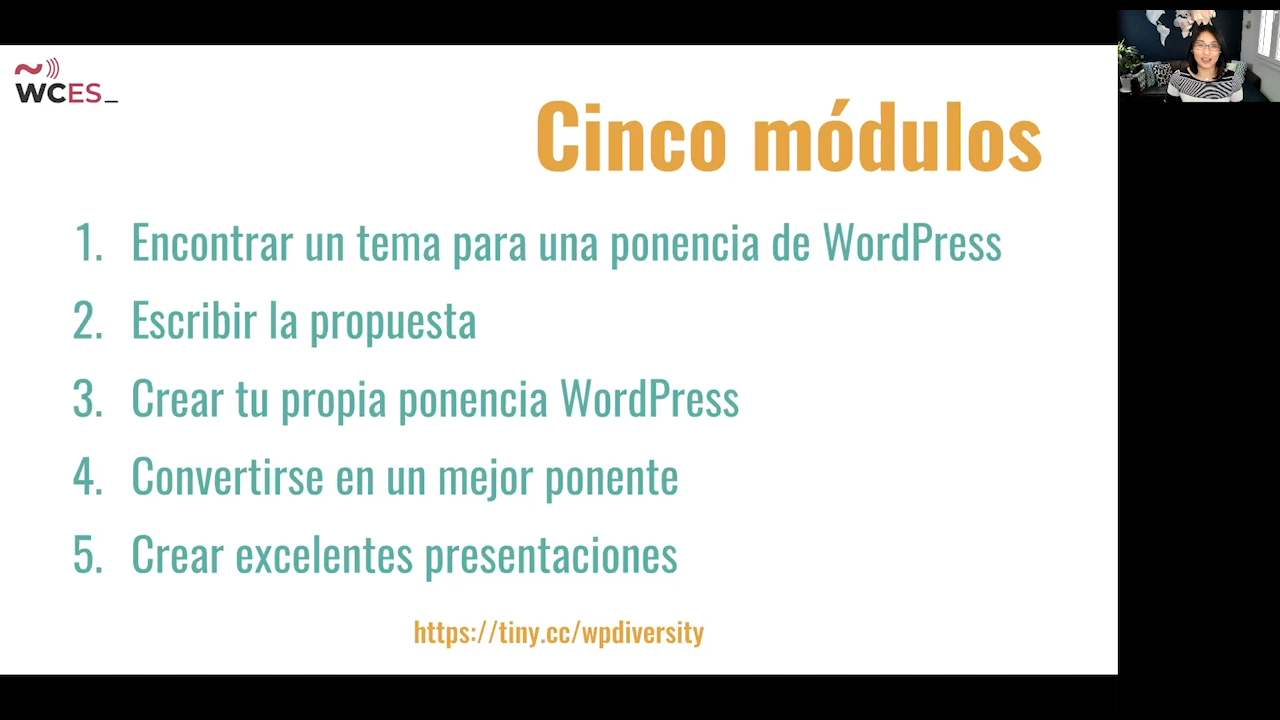 WCES_
Cinco módulos
1. Encontrar un tema para una ponencia de WordPress
2. Escribir la propuesta
3. Crear tu propia ponencia WordPress
4. Convertirse en un mejor ponente
5. Crear excelentes presentaciones
https://tiny.cc/wpdiversity